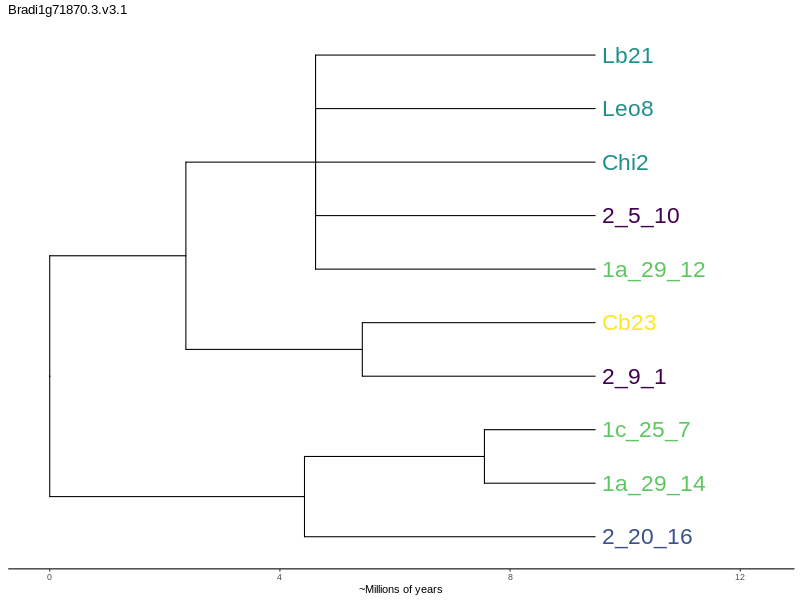 Bradi1g71870.3.v3.1
Lb21
Leo8
Chi2
2_5_10
1a_29_12
Cb23
2_9_1
1c_25_7
1a_29_14
2_20_16
0 4 8 12
~Millions of years